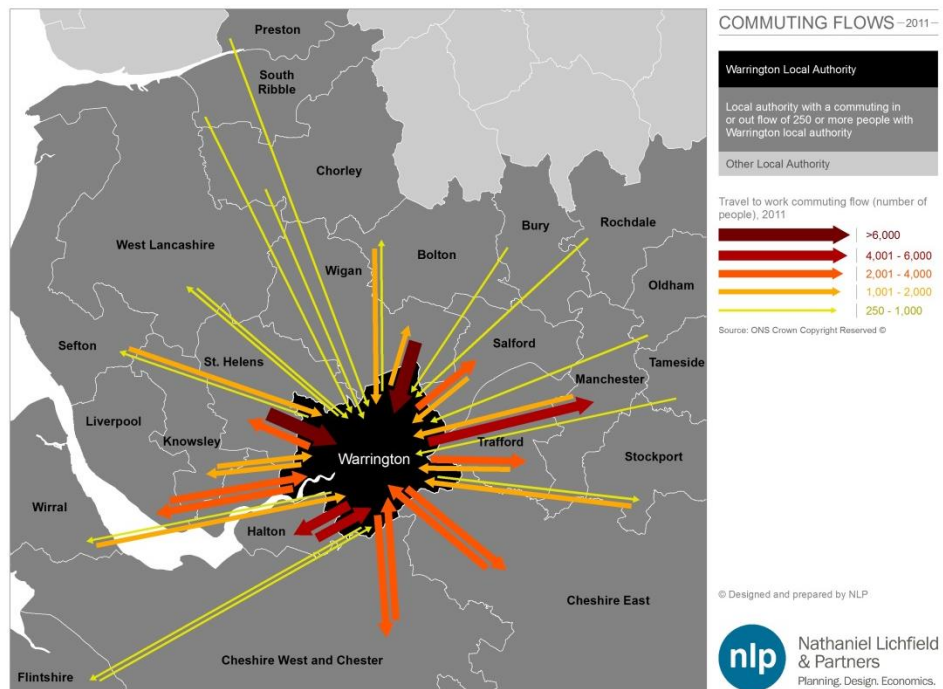 COMMUTING FLOWS – 2011 –
Warrington Local Authority
Local authority with a commuting in
or out flow of 250 or more people with
Warrington local authority
Other Local Authority
Travel to work commuting flow (number of
people), 2011
>6,000
4,001 - 6,000
2,001 - 4,000
1,001 - 2,000
250 - 1,000
Source: ONS Crown Copyright Reserved ©
Preston
South
Ribble
Chorley
West Lancashire
Wigan
Bolton
Bury
Rochdale
Oldham
Sefton
St. Helens
Salford
Manchester
Tameside
Liverpool
Knowsley
Warrington
Trafford
Stockport
Wirral
Halton
Cheshire East
Cheshire West and Chester
Flintshire
© Designed and prepared by NLP
nlp
Nathaniel Lichfield
& Partners
Planning. Design. Economics.